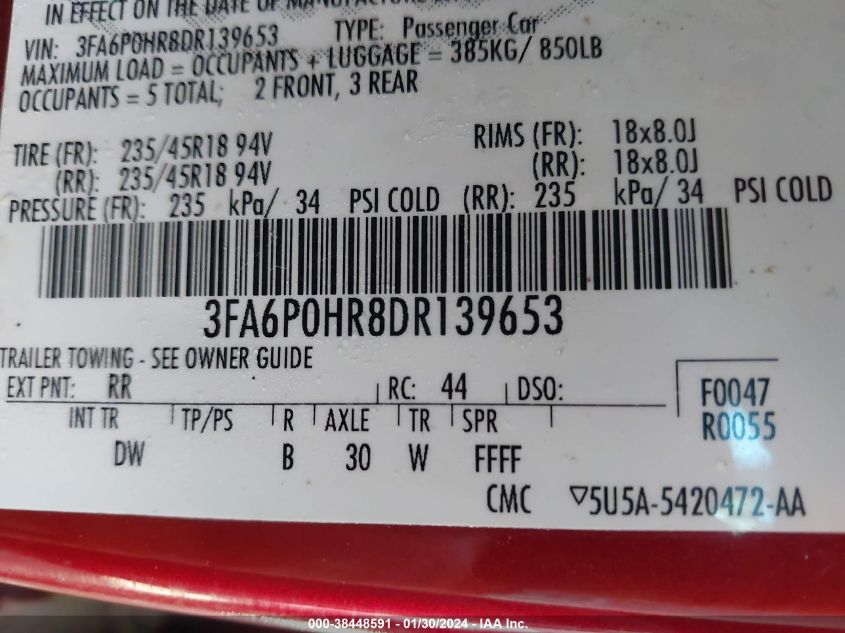 IN EFFECT ON THE DATE OF MANUFACTURE
VIN: 3FA6P0HR8DR139653 TYPE: Passenger Car
MAXIMUM LOAD = OCCUPANTS + LUGGAGE = 385KG/ 850LB
OCCUPANTS = 5 TOTAL; 2 FRONT, 3 REAR
TIRE (FR): 235/45R18 94V RIMS (FR): 18x8.0J
(RR): 235/45R18 94V (RR): 18x8.0J
PRESSURE (FR): 235 kPa/ 34 PSI COLD (RR): 235 kPa/ 34 PSI COLD
3FA6P0HR8DR139653
TRAILER TOWING - SEE OWNER GUIDE
EXT PNT: RR RC: 44 DSO: F0047
INT TR TP/PS R AXLE TR SPR R0055
DW B 30 W FFFF
CMC ▽5U5A-5420472-AA
000-38448591 - 01/30/2024 - IAAI Inc.